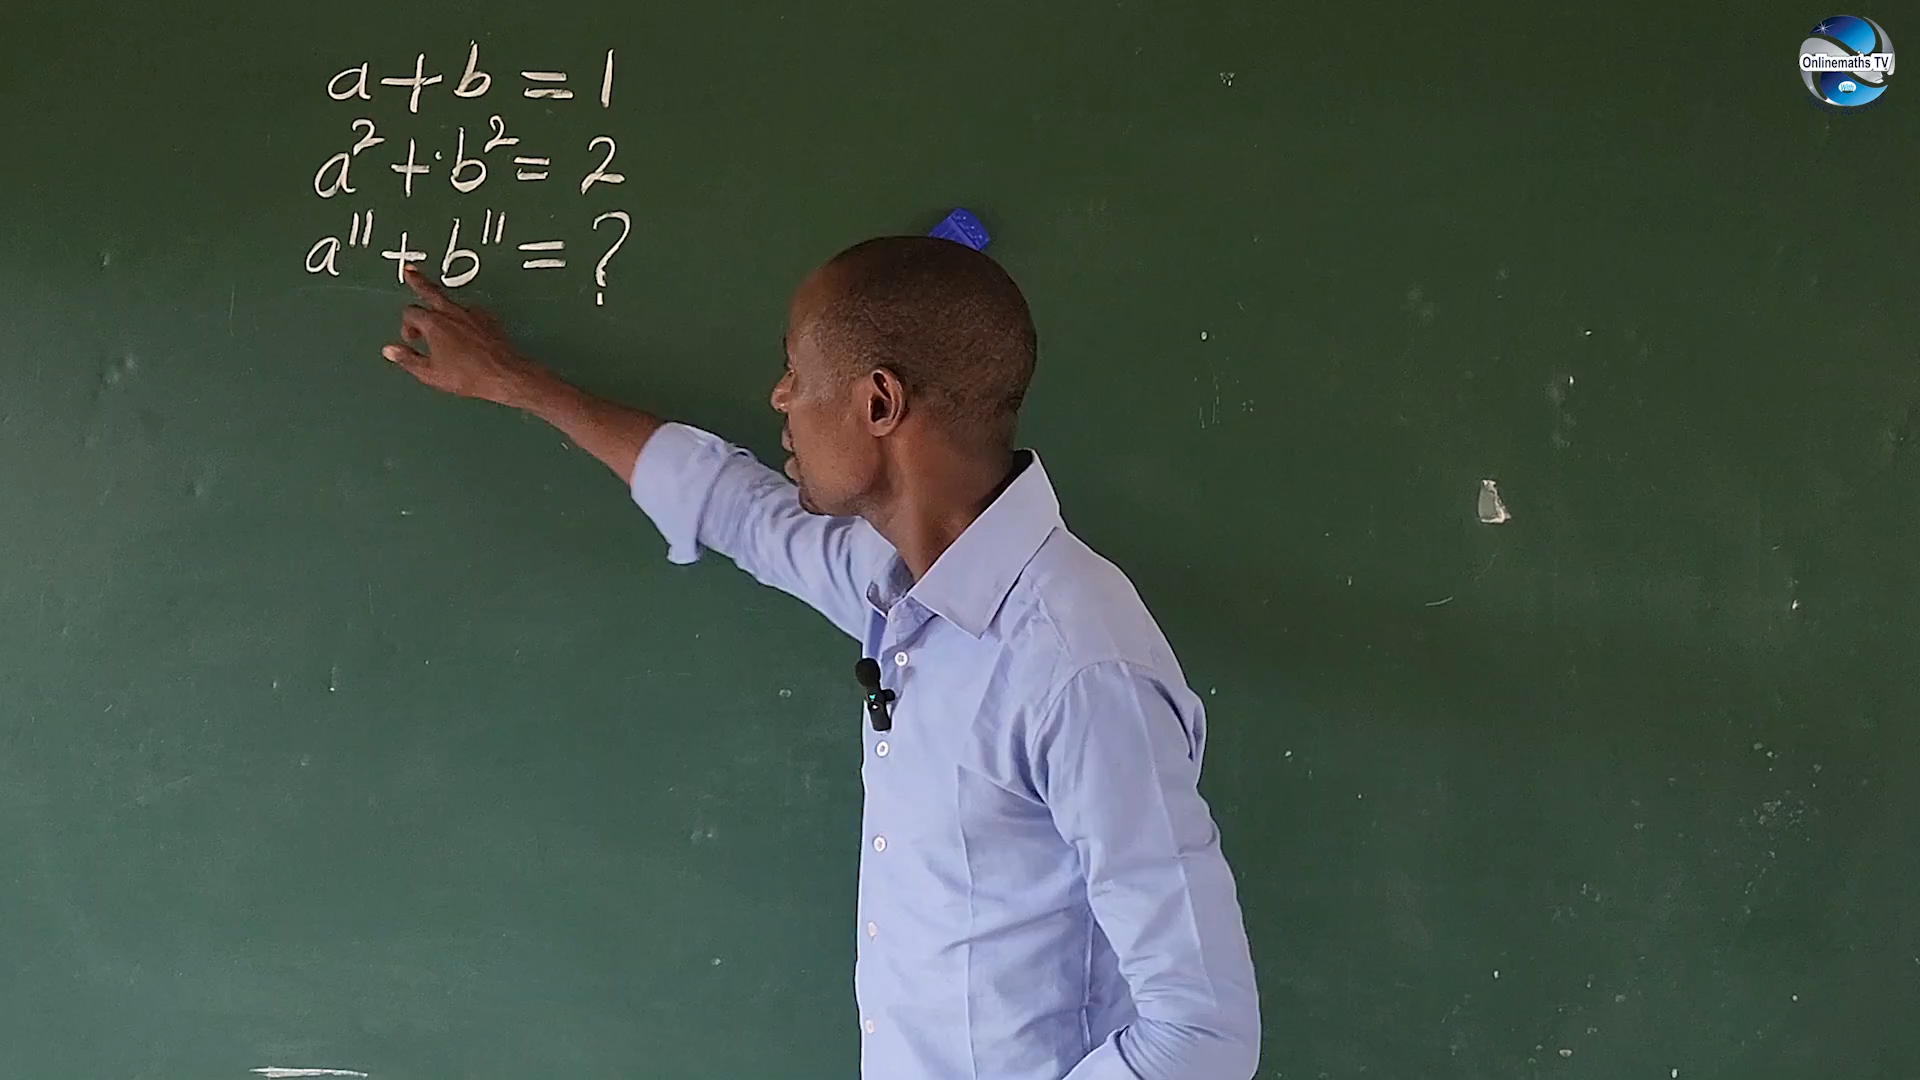 a + b = 1
a² + b² = 2
a¹¹ + b¹¹ = ?
Onlinemaths TV